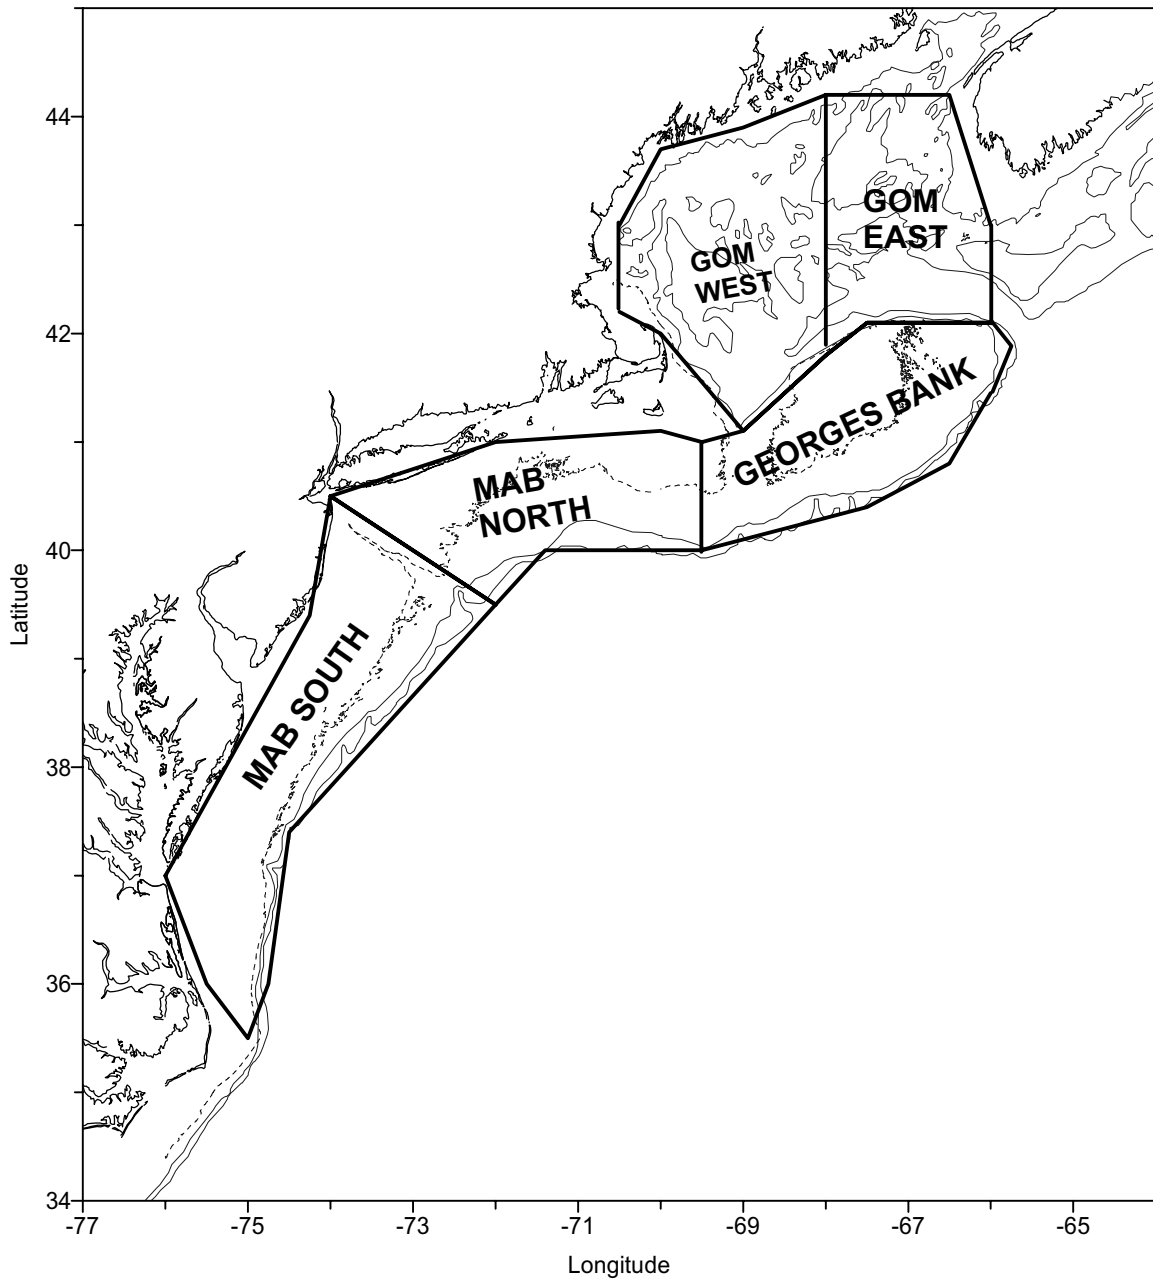 44
GOM
EAST
GOM
WEST
42
GEORGES BANK
MAB
NORTH
40
Latitude
MAB SOUTH
38
36
34
-77
-75
-73
-71
-69
-67
-65
Longitude